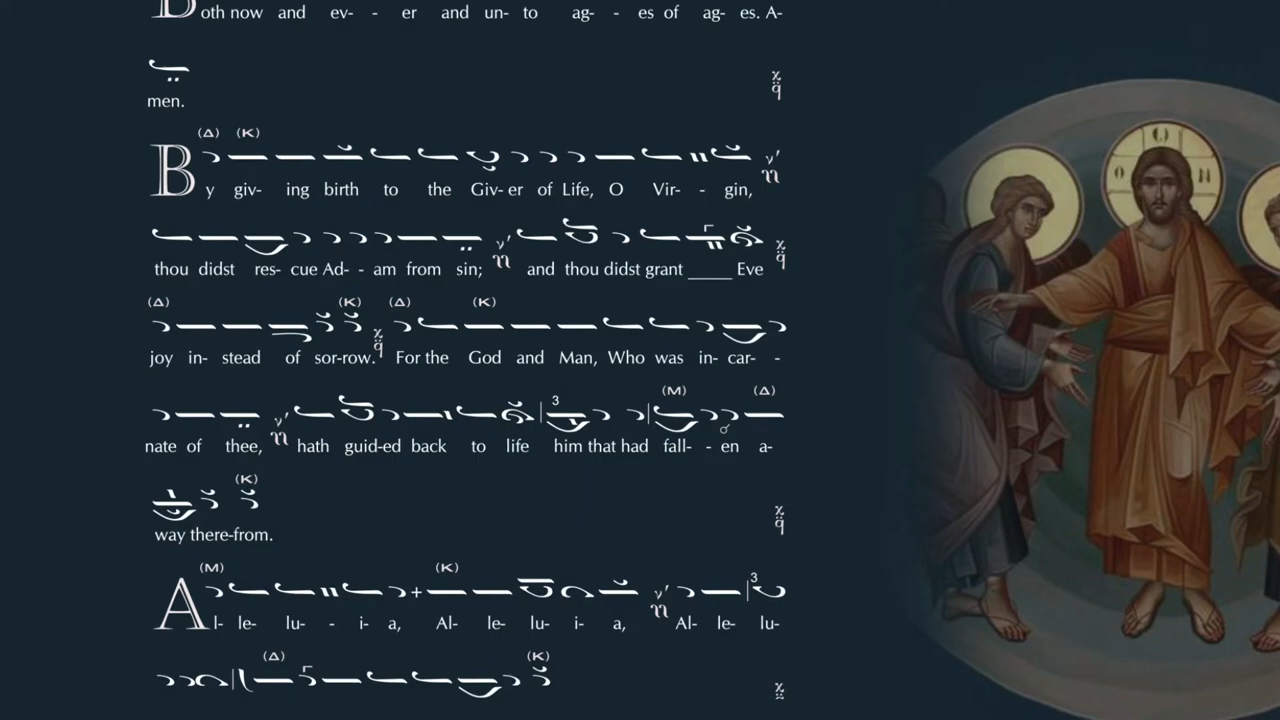 oth now and ev- - er and un- to ag- - es of ag- es. A-
men.
(Δ) (K)
By giv- ing birth to the Giv- er of Life, O Vir- - gin,
thou didst res- cue Ad- - am from sin; and thou didst grant _____ Eve
(Δ) (K) (Δ) (K)
joy in- stead of sor-row. For the God and Man, Who was in- car- -
3 (M) (Δ)
nate of thee, hath guid-ed back to life him that had fall- - en a-
(K)
way there-from.
(M) (K) 3
Al- le- lu- - i- a, Al- le- lu- i- a, Al- le- lu-
(Δ) (K)
Ο Ο Ν